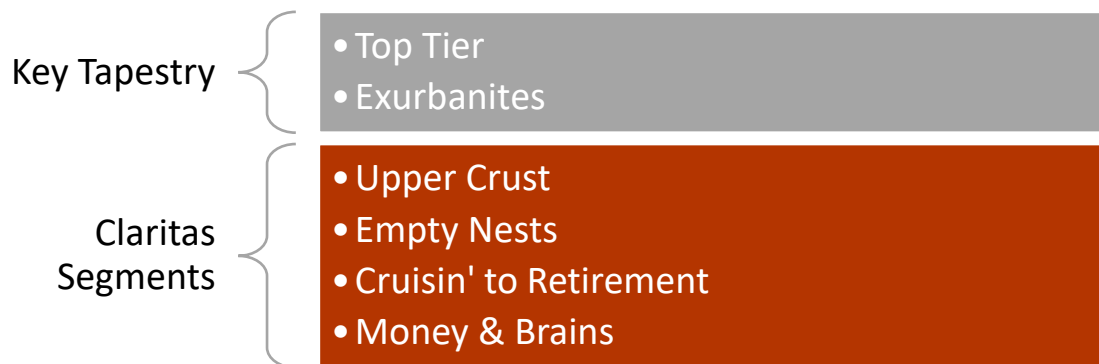 Key Tapestry
• Top Tier
• Exurbanites
Claritas
Segments
• Upper Crust
• Empty Nests
• Cruisin' to Retirement
• Money & Brains